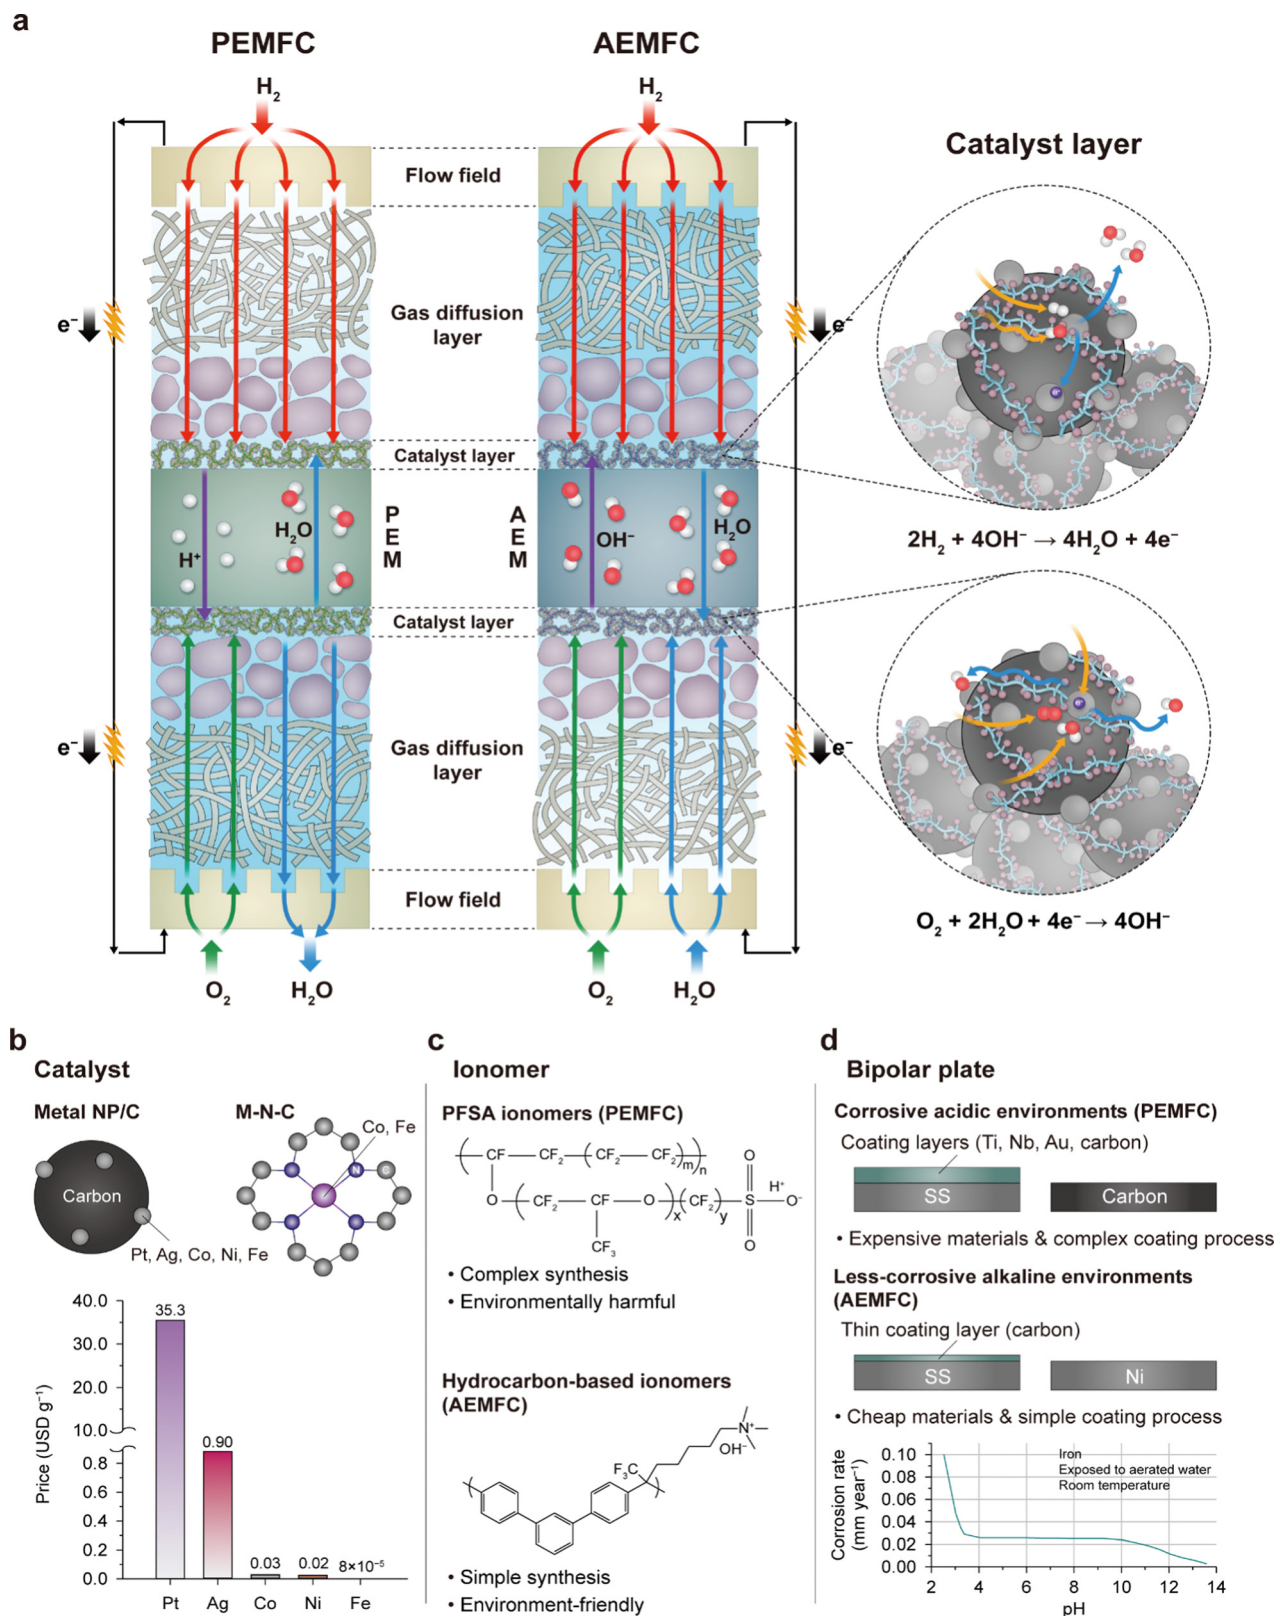 a
PEMFC
AEMFC
H₂
H₂
Catalyst layer
Flow field
Gas diffusion
layer
e⁻
e⁻
Catalyst layer
H⁺
H₂O
P
E
M
A
E
M
OH⁻
H₂O
2H₂ + 4OH⁻ → 4H₂O + 4e⁻
e⁻
Catalyst layer
Gas diffusion
layer
e⁻
e⁻
e⁻
Flow field
O₂ + 2H₂O + 4e⁻ → 4OH⁻
O₂
H₂O
O₂
H₂O
b
Catalyst
Metal NP/C
M-N-C
Co, Fe
N
C
Carbon
Pt, Ag, Co, Ni, Fe
Price (USD g⁻¹)
40.0
30.0
20.0
10.0
0.8
0.6
0.4
0.2
0.0
35.3
0.90
0.03
0.02
8×10⁻⁵
Pt
Ag
Co
Ni
Fe
c
Ionomer
PFSA ionomers (PEMFC)
CF
CF₂
CF₂
CF₂
m
n
O
O
CF₂
CF
O
x
CF₂
y
S
H⁺
O⁻
CF₃
O
• Complex synthesis
• Environmentally harmful
Hydrocarbon-based ionomers
(AEMFC)
N⁺
OH⁻
F₃C
• Simple synthesis
• Environment-friendly
d
Bipolar plate
Corrosive acidic environments (PEMFC)
Coating layers (Ti, Nb, Au, carbon)
SS
Carbon
• Expensive materials & complex coating process
Less-corrosive alkaline environments
(AEMFC)
Thin coating layer (carbon)
SS
Ni
• Cheap materials & simple coating process
Corrosion rate
(mm year⁻¹)
0.10
0.08
0.06
0.04
0.02
0.00
Iron
Exposed to aerated water
Room temperature
2
4
6
8
10
12
14
pH